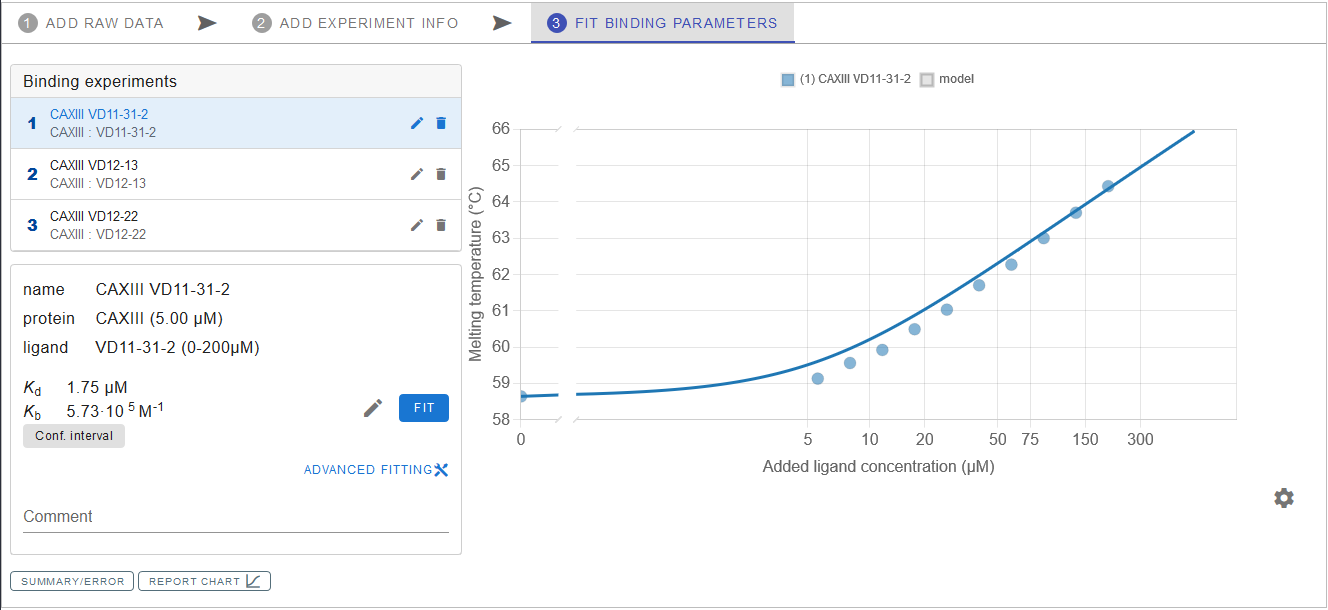 1 ADD RAW DATA 2 ADD EXPERIMENT INFO 3 FIT BINDING PARAMETERS
Binding experiments
1 CAXIII VD11-31-2
CAXIII : VD11-31-2
2 CAXIII VD12-13
CAXIII : VD12-13
3 CAXIII VD12-22
CAXIII : VD12-22
name CAXIII VD11-31-2
protein CAXIII (5.00 μM)
ligand VD11-31-2 (0-200μM)
Kd 1.75 μM
Kb 5.73·10 5 M-1
FIT
Conf. interval
ADVANCED FITTING
Comment
SUMMARY/ERROR REPORT CHART
(1) CAXIII VD11-31-2 model
Melting temperature (°C)
66
65
64
63
62
61
60
59
58
0 5 10 20 50 75 150 300
Added ligand concentration (μM)